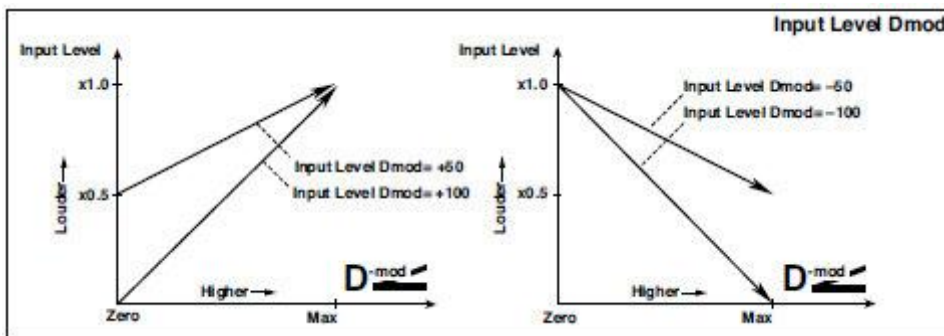 Input Level Dmod
Input Level
x1.0
x0.5
Louder
Input Level Dmod= +50
Input Level Dmod= +100
Higher
D-mod
Zero
Max
Input Level
x1.0
x0.5
Louder
Input Level Dmod= –50
Input Level Dmod= –100
Higher
D-mod
Zero
Max